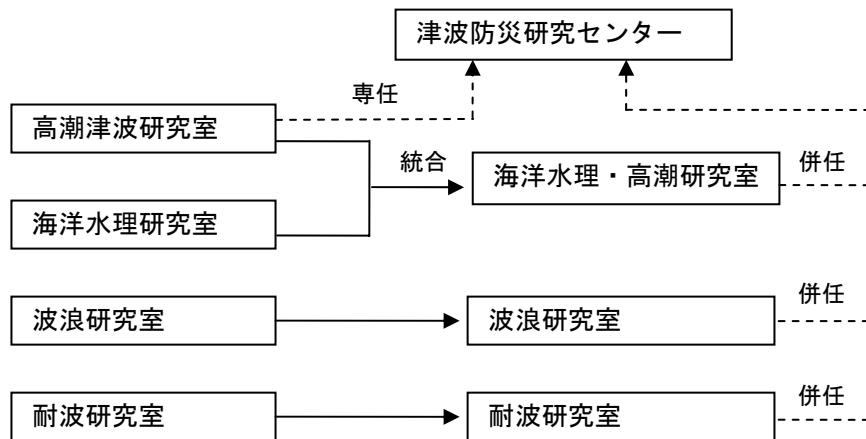 津波防災研究センター
専任
高潮津波研究室
統合
海洋水理・高潮研究室
併任
海洋水理研究室
波浪研究室
波浪研究室
併任
耐波研究室
耐波研究室
併任